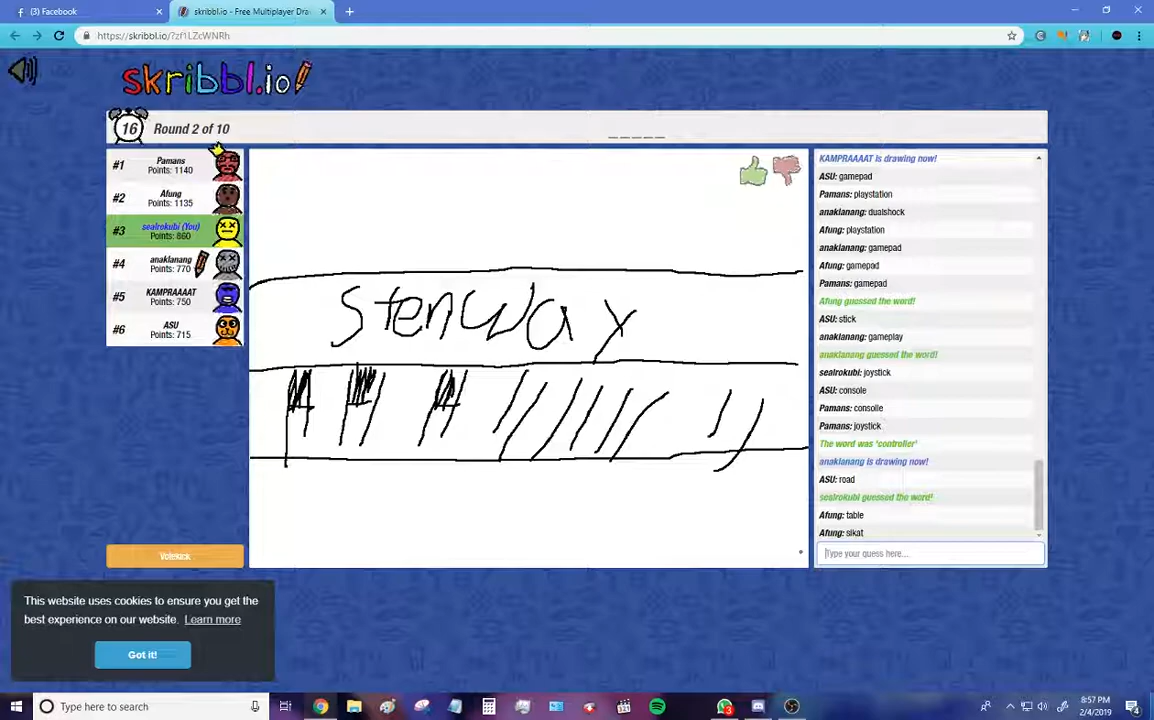 (3) Facebook
skribbl.io - Free Multiplayer Dra
https://skribbl.io/?zf1LZcWNRh
skribbl.io
16
Round 2 of 10
_ _ _ _ _
#1
Pamans
Points: 1140
#2
Afung
Points: 1135
#3
sealrokubi (You)
Points: 860
#4
anaklanang
Points: 770
#5
KAMPRAAAAT
Points: 750
#6
ASU
Points: 715
Votekick
Stenway
KAMPRAAAAT is drawing now!
ASU: gamepad
Pamans: playstation
anaklanang: dualshock
Afung: playstation
anaklanang: gamepad
Afung: gamepad
Pamans: gamepad
Afung guessed the word!
ASU: stick
anaklanang: gameplay
anaklanang guessed the word!
sealrokubi: joystick
ASU: console
Pamans: consolle
Pamans: joystick
The word was 'controller'
anaklanang is drawing now!
ASU: road
sealrokubi guessed the word!
Afung: table
Afung: sikat
Type your guess here...
This website uses cookies to ensure you get the
best experience on our website. Learn more
Got it!
Type here to search
3
8:57 PM
2/4/2019